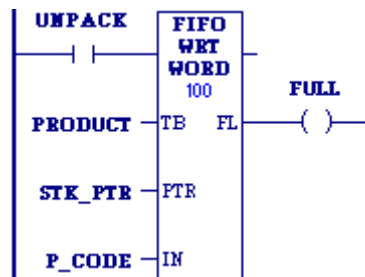 UNPACK
FIFO
WRT
WORD
100
FULL
PRODUCT
TB FL
STK_PTR
PTR
P_CODE
IN